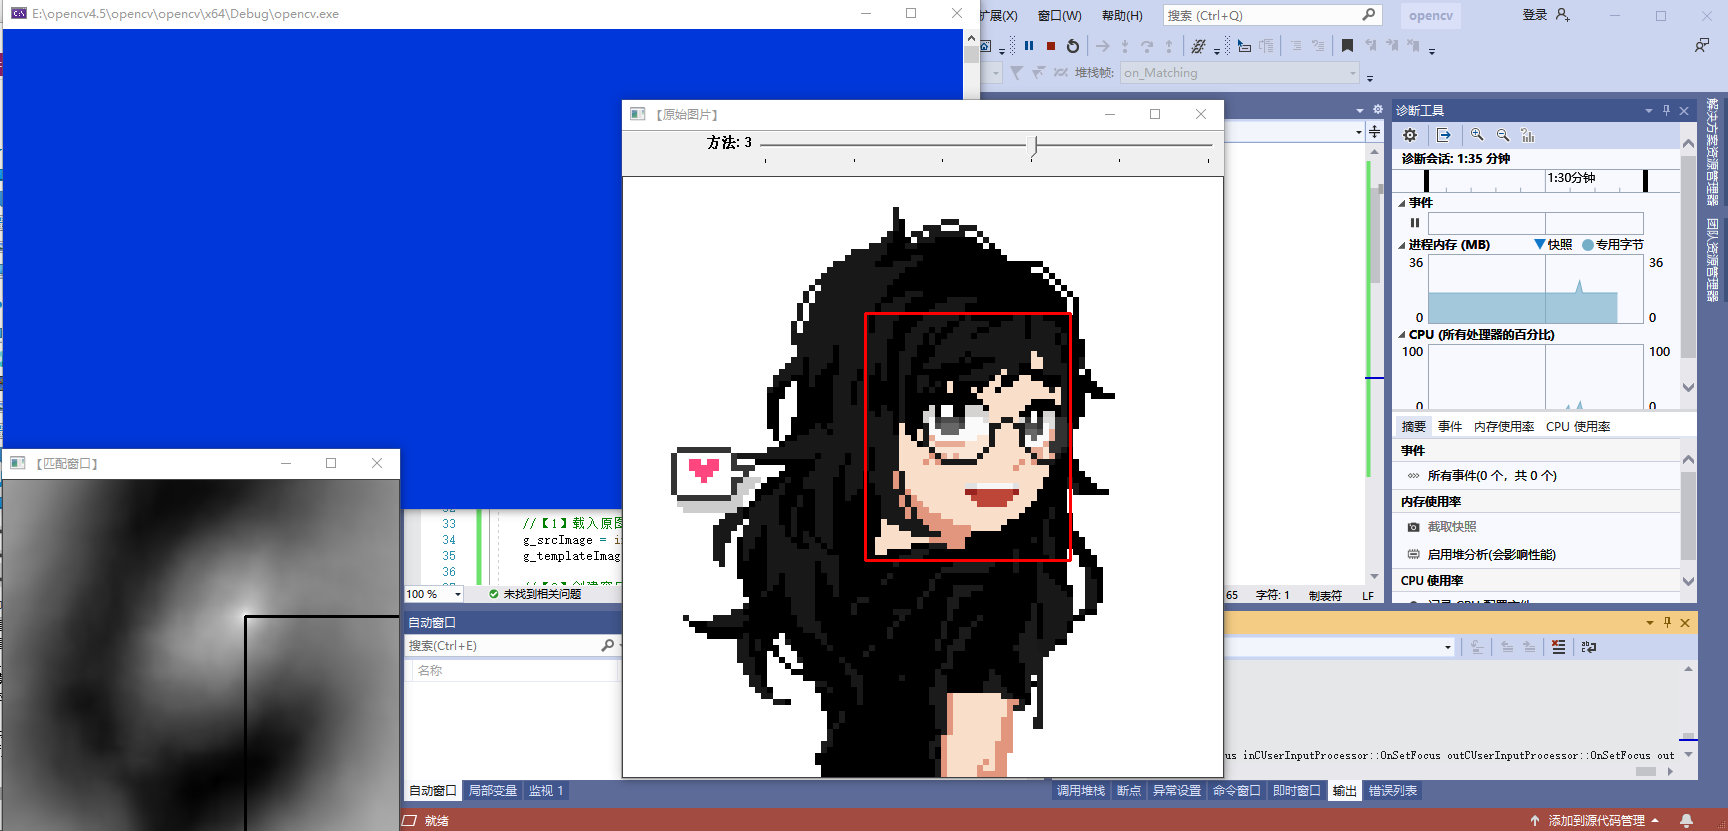 E:\opencv4.5\opencv\opencv\x64\Debug\opencv.exe
扩展(X) 窗口(W) 帮助(H) 搜索 (Ctrl+Q) opencv 登录
堆栈帧: on_Matching
【原始图片】
方法: 3
诊断工具
诊断会话: 1:35 分钟
1:30分钟
事件
进程内存 (MB) 快照 专用字节
36 36
0 0
CPU (所有处理器的百分比)
100 100
0 0
摘要 事件 内存使用率 CPU 使用率
事件
所有事件(0 个，共 0 个)
内存使用率
截取快照
启用堆分析(会影响性能)
CPU 使用率
解决方案资源管理器
团队资源管理器
【匹配窗口】
33 //【1】载入原图
34 g_srcImage = i
35 g_templateImag
36
100 % 未找到相关问题
65 字符: 1 制表符 LF
自动窗口
搜索(Ctrl+E)
名称
us inCUserInputProcessor::OnSetFocus outCUserInputProcessor::OnSetFocus out
自动窗口 局部变量 监视 1
调用堆栈 断点 异常设置 命令窗口 即时窗口 输出 错误列表
就绪
添加到源代码管理